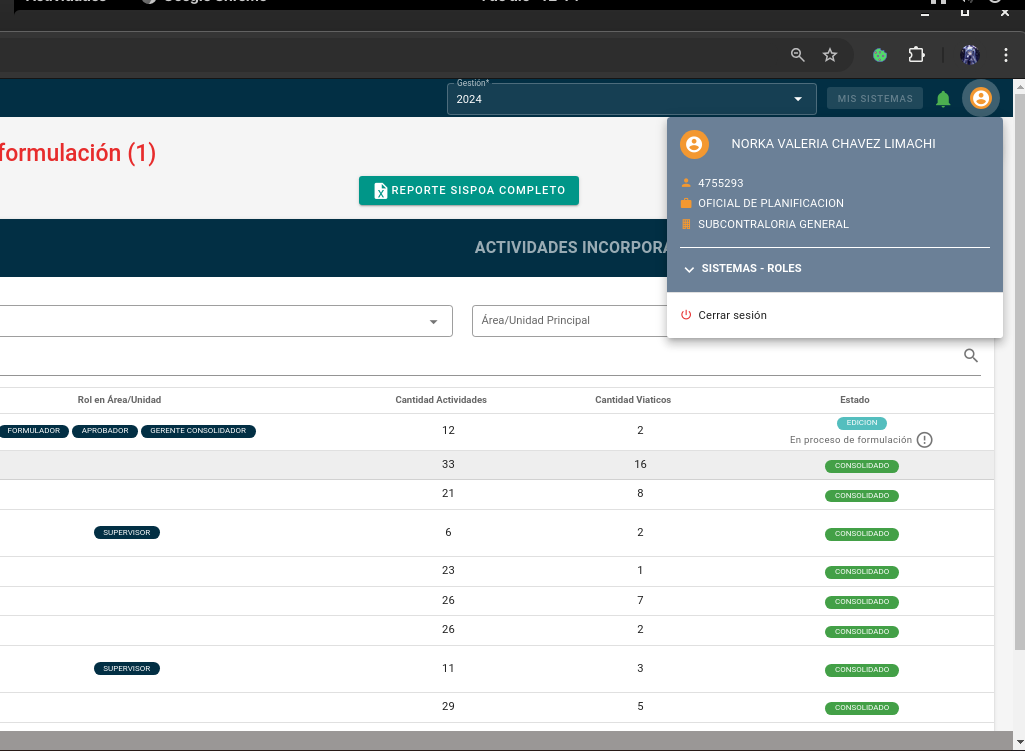 Gestión*
2024
MIS SISTEMAS
formulación (1)
NORKA VALERIA CHAVEZ LIMACHI
REPORTE SISPOA COMPLETO
4755293
OFICIAL DE PLANIFICACION
SUBCONTRALORIA GENERAL
ACTIVIDADES INCORPORA
SISTEMAS - ROLES
Cerrar sesión
Área/Unidad Principal
Rol en Área/Unidad Cantidad Actividades Cantidad Viaticos Estado
FORMULADOR APROBADOR GERENTE CONSOLIDADOR 12 2 EDICION
En proceso de formulación
33 16 CONSOLIDADO
21 8 CONSOLIDADO
SUPERVISOR 6 2 CONSOLIDADO
23 1 CONSOLIDADO
26 7 CONSOLIDADO
26 2 CONSOLIDADO
SUPERVISOR 11 3 CONSOLIDADO
29 5 CONSOLIDADO